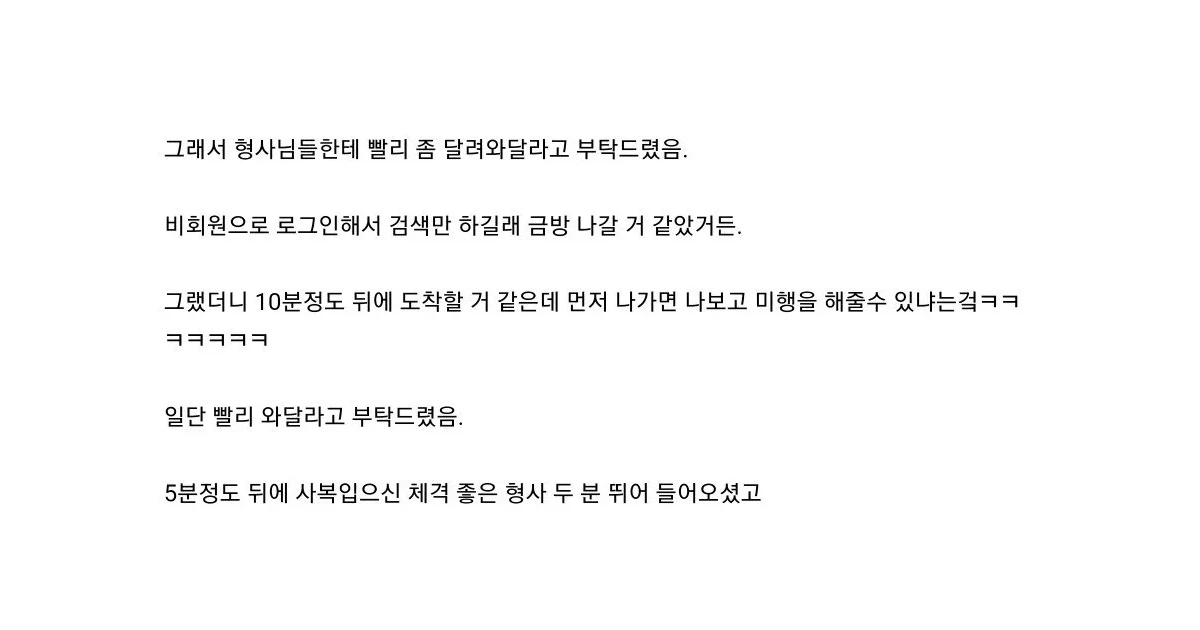 그래서 형사님들한테 빨리 좀 달려와달라고 부탁드렸음.
비회원으로 로그인해서 검색만 하길래 금방 나갈 거 같았거든.
그랬더니 10분정도 뒤에 도착할 거 같은데 먼저 나가면 나보고 미행을 해줄수 있냐는겈ㅋㅋ
ㅋㅋㅋㅋㅋ
일단 빨리 와달라고 부탁드렸음.
5분정도 뒤에 사복입으신 체격 좋은 형사 두 분 뛰어 들어오셨고